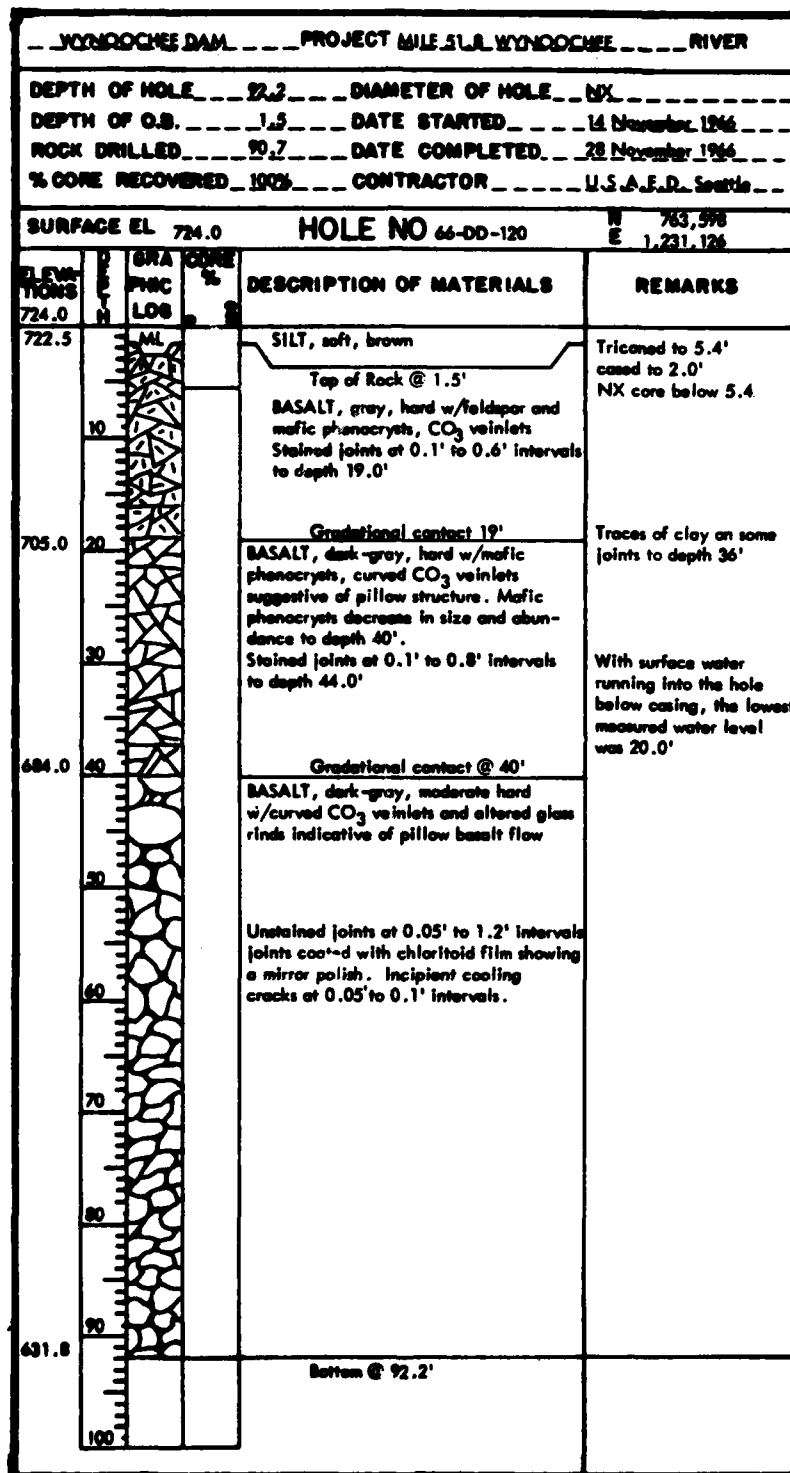 WYNOOCHEE DAM PROJECT MILE 51.8 WYNOOCHEE RIVER
DEPTH OF HOLE 92.2 DIAMETER OF HOLE NX
DEPTH OF O.B. 1.5 DATE STARTED 14 November 1966
ROCK DRILLED 90.7 DATE COMPLETED 28 November 1966
% CORE RECOVERED 100% CONTRACTOR U.S.A.E.D. Seattle
SURFACE EL 724.0 HOLE NO 66-DD-120 N 763,598
E 1,231,126
ELEVATIONS
724.0
DEPTH
GRAPHIC LOG
CORE %
DESCRIPTION OF MATERIALS
REMARKS
722.5
ML
SILT, soft, brown
Top of Rock @ 1.5'
BASALT, gray, hard w/feldspar and
mafic phenocrysts, CO3 veinlets
Stained joints at 0.1' to 0.6' intervals
to depth 19.0'
Triconed to 5.4'
cased to 2.0'
NX core below 5.4
10
Gradational contact 19'
705.0
20
BASALT, dark-gray, hard w/mafic
phenocrysts, curved CO3 veinlets
suggestive of pillow structure. Mafic
phenocrysts decrease in size and abun-
dance to depth 40'.
Stained joints at 0.1' to 0.8' intervals
to depth 44.0'
Traces of clay on some
joints to depth 36'
30
With surface water
running into the hole
below casing, the lowest
measured water level
was 20.0'
684.0
40
Gradational contact @ 40'
BASALT, dark-gray, moderate hard
w/curved CO3 veinlets and altered glass
rinds indicative of pillow basalt flow
50
Unstained joints at 0.05' to 1.2' intervals
joints coated with chloritoid film showing
a mirror polish. Incipient cooling
cracks at 0.05' to 0.1' intervals.
60
70
80
90
631.8
Bottom @ 92.2'
100